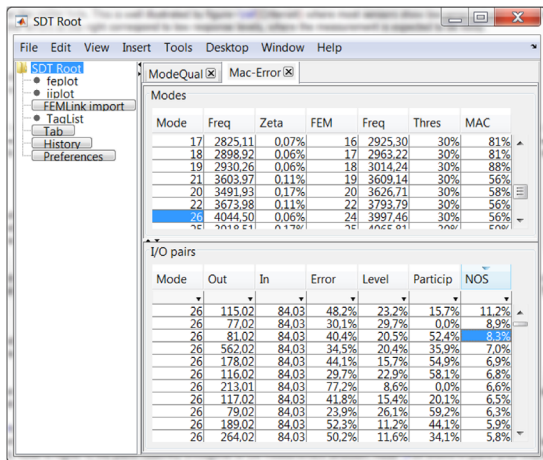 SDT Root
File Edit View Insert Tools Desktop Window Help
SDT Root
feplot
iiplot
FEMLink import
TagList
Tab
History
Preferences
ModeQual Mac-Error
Modes
Mode Freq Zeta FEM Freq Thres MAC
17 2825,11 0,07% 16 2925,30 30% 81%
18 2898,92 0,06% 17 2963,22 30% 81%
19 2930,26 0,06% 18 3014,24 30% 88%
21 3603,97 0,11% 19 3609,14 30% 56%
20 3491,93 0,17% 20 3626,71 30% 58%
22 3673,98 0,11% 22 3793,79 30% 56%
26 4044,50 0,06% 24 3997,46 30% 56%
25 3918,51 0,17% 25 4065,81 30% 50%
I/O pairs
Mode Out In Error Level Particip NOS
26 115,02 84,03 48.2% 23.2% 15.7% 11,2%
26 77,02 84,03 30,1% 29,7% 0,0% 8,9%
26 81,02 84,03 40,4% 20,5% 52,4% 8,3%
26 562,02 84,03 34,5% 20,4% 35,9% 7,0%
26 178,02 84,03 44,1% 15,7% 54,9% 6,9%
26 116,02 84,03 29,7% 22,9% 58,1% 6,8%
26 213,01 84,03 77,2% 8,6% 0,0% 6,6%
26 117,02 84,03 41,8% 15,4% 20,1% 6,5%
26 79,02 84,03 23,9% 26,1% 59,2% 6,3%
26 189,02 84,03 52,3% 11,2% 44,1% 5,9%
26 264,02 84,03 50,2% 11,6% 34,1% 5,8%